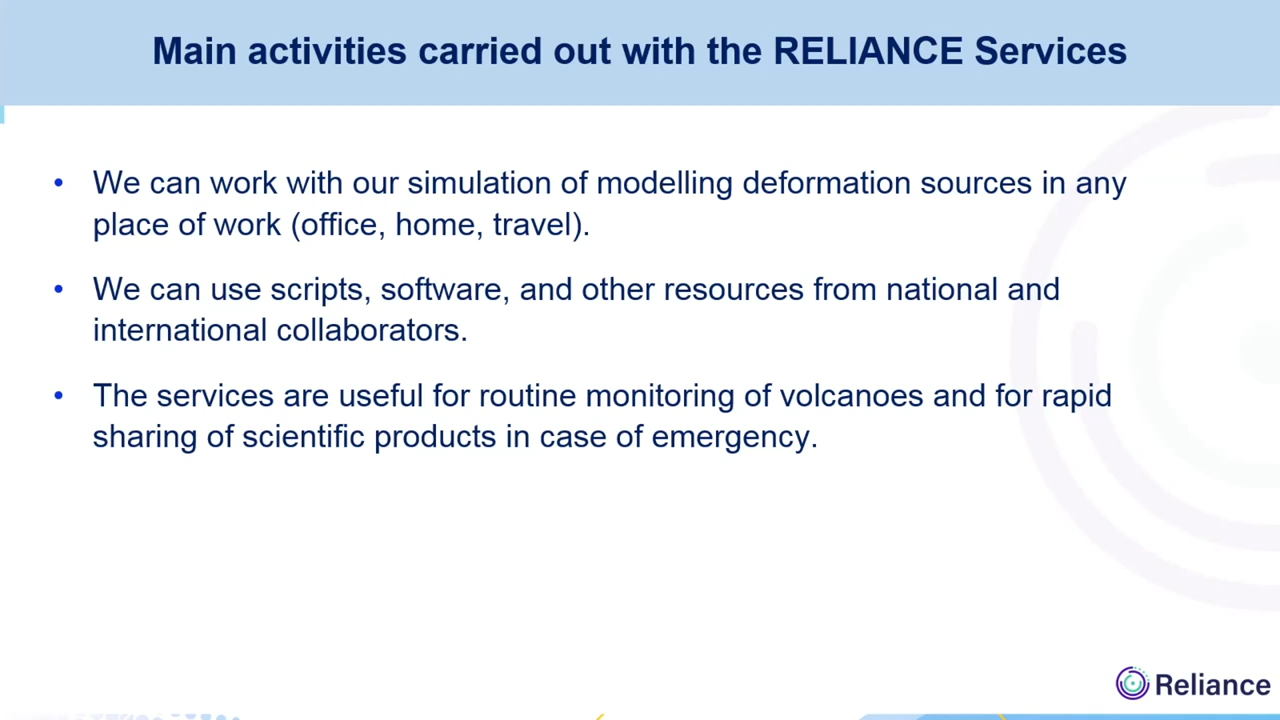 Main activities carried out with the RELIANCE Services
• We can work with our simulation of modelling deformation sources in any
place of work (office, home, travel).
• We can use scripts, software, and other resources from national and
international collaborators.
• The services are useful for routine monitoring of volcanoes and for rapid
sharing of scientific products in case of emergency.
Reliance